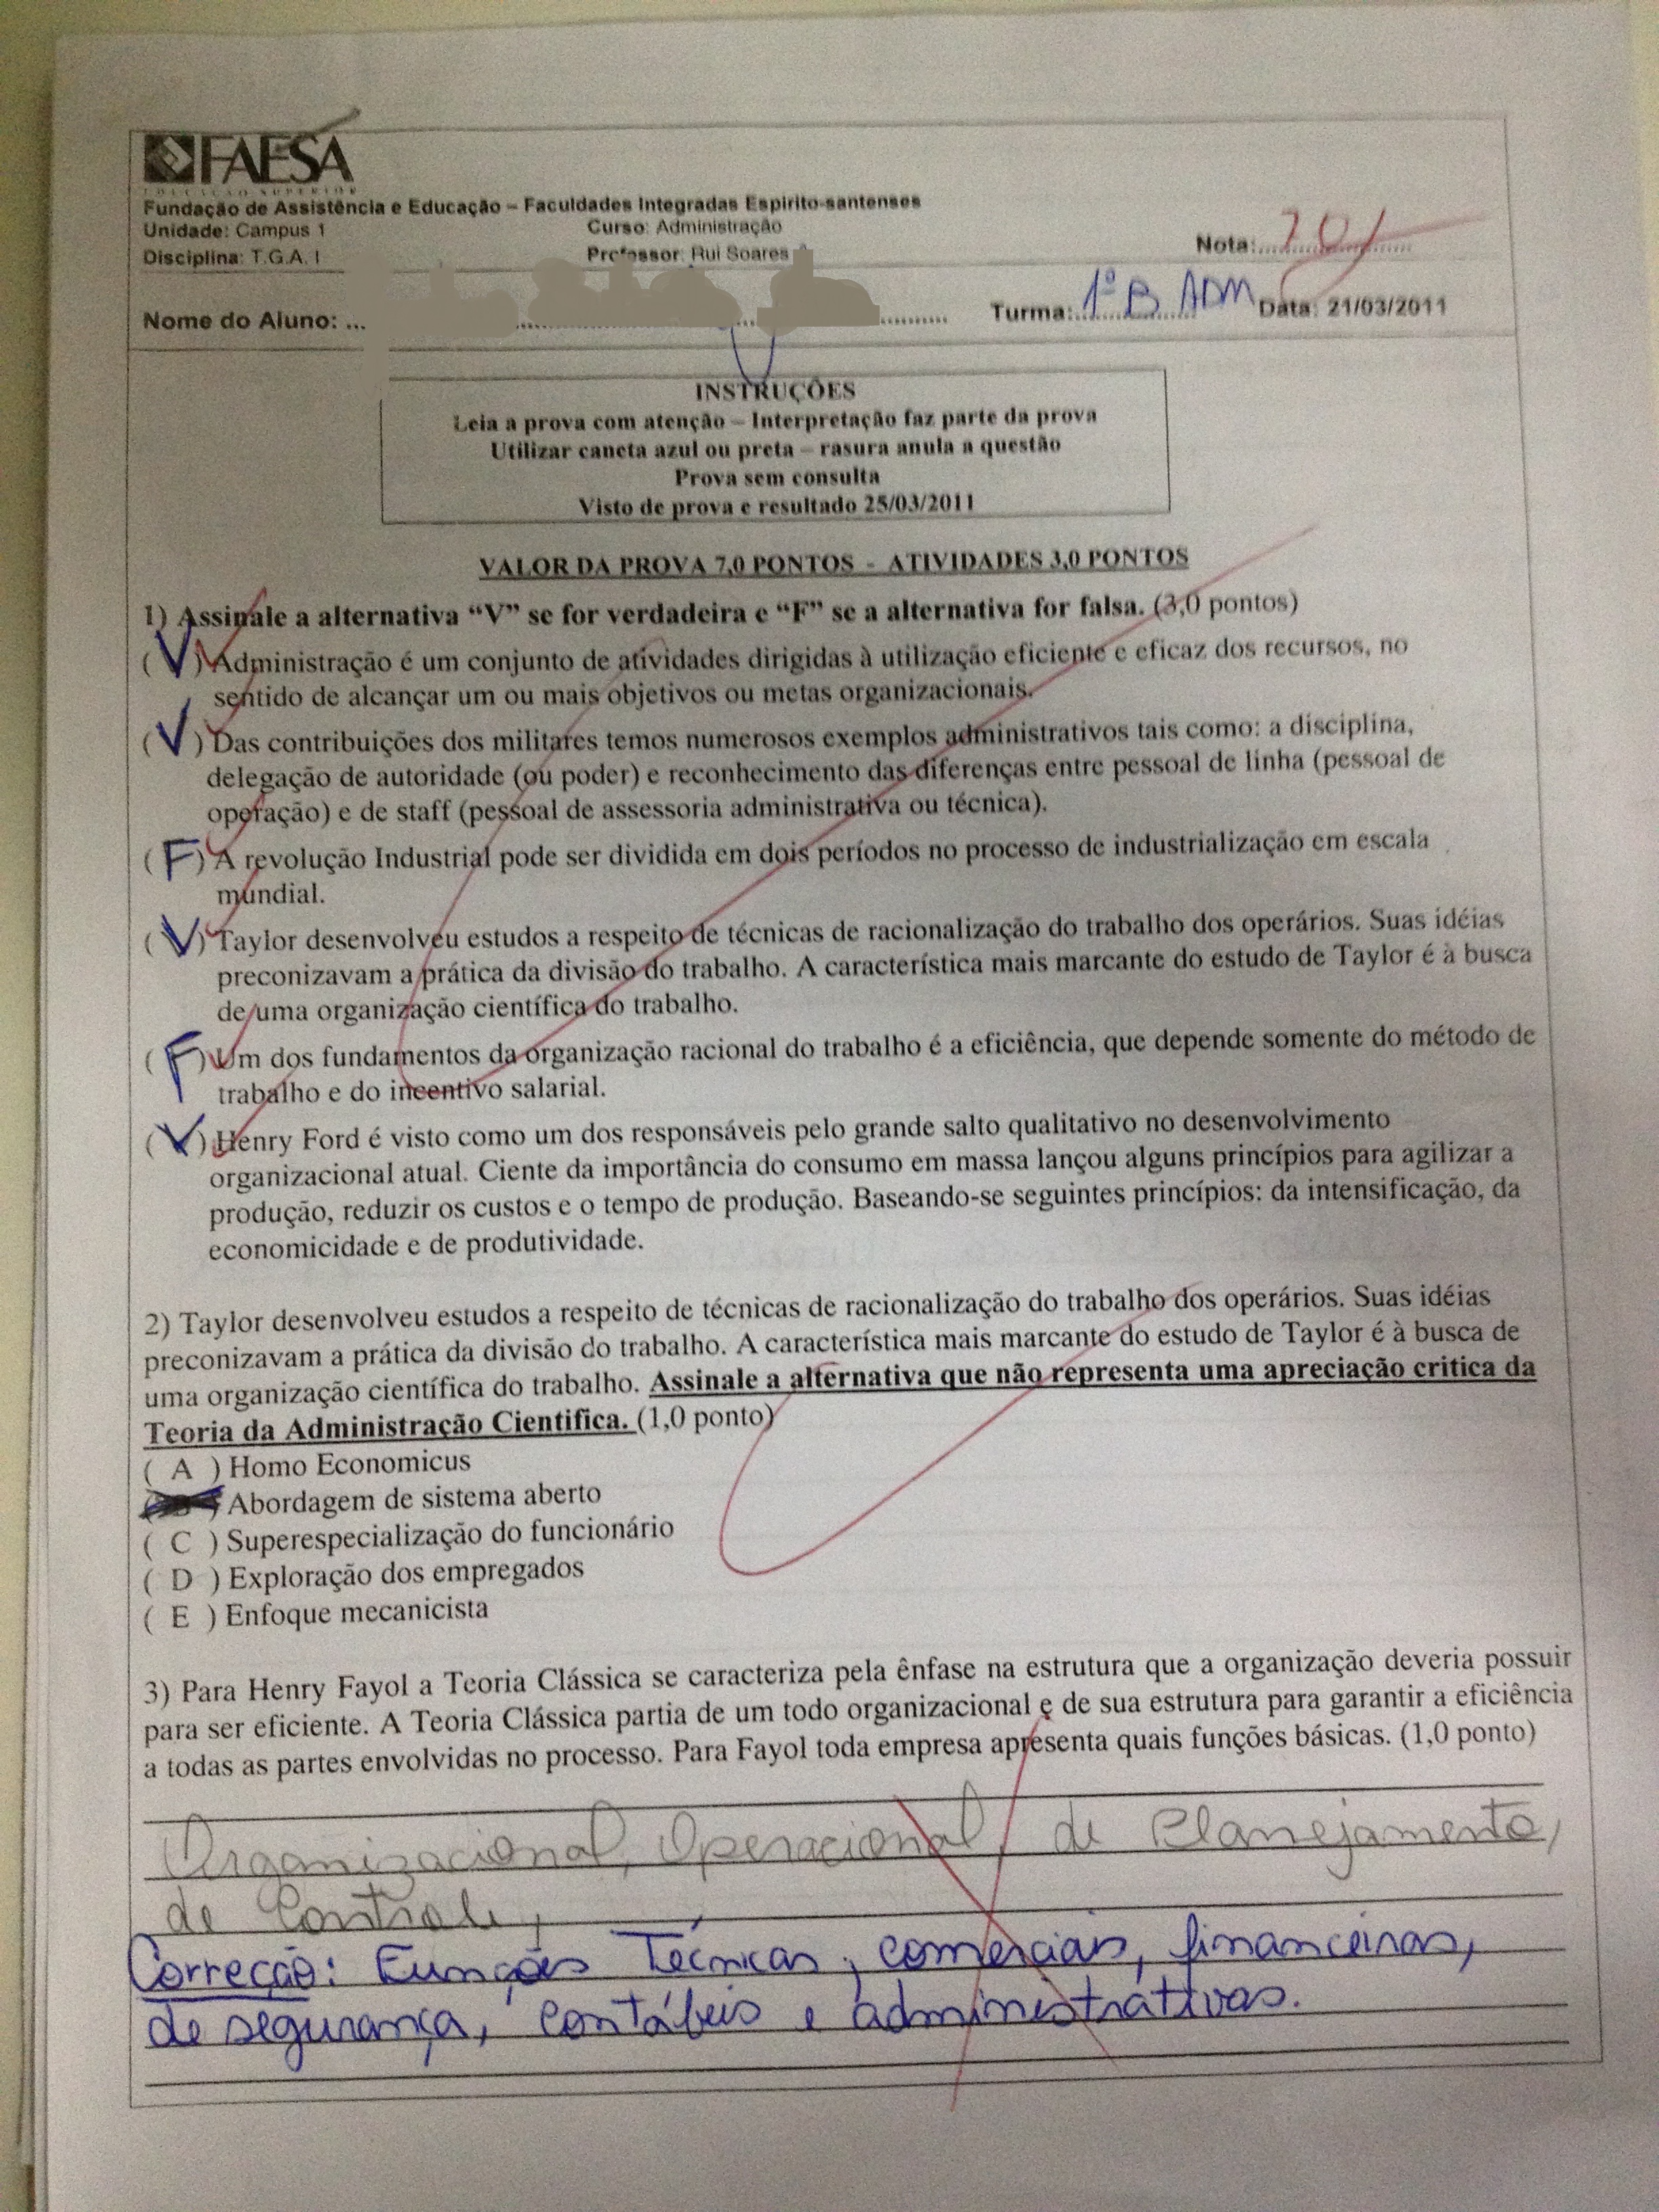 FAESA
EDUCAÇÃO SUPERIOR
Fundação de Assistência e Educação – Faculdades Integradas Espírito-santenses
Unidade: Campus 1 Curso: Administração
Disciplina: T.G.A. I Professor: Rui Soares Nota:......
Nome do Aluno: ... Turma: 1º B ADM Data: 21/03/2011
INSTRUÇÕES
Leia a prova com atenção – Interpretação faz parte da prova
Utilizar caneta azul ou preta – rasura anula a questão
Prova sem consulta
Visto de prova e resultado 25/03/2011
VALOR DA PROVA 7,0 PONTOS - ATIVIDADES 3,0 PONTOS
1) Assinale a alternativa “V” se for verdadeira e “F” se a alternativa for falsa. (3,0 pontos)
( V ) Administração é um conjunto de atividades dirigidas à utilização eficiente e eficaz dos recursos, no
sentido de alcançar um ou mais objetivos ou metas organizacionais.
( V ) Das contribuições dos militares temos numerosos exemplos administrativos tais como: a disciplina,
delegação de autoridade (ou poder) e reconhecimento das diferenças entre pessoal de linha (pessoal de
operação) e de staff (pessoal de assessoria administrativa ou técnica).
( F ) A revolução Industrial pode ser dividida em dois períodos no processo de industrialização em escala
mundial.
( V ) Taylor desenvolveu estudos a respeito de técnicas de racionalização do trabalho dos operários. Suas idéias
preconizavam a prática da divisão do trabalho. A característica mais marcante do estudo de Taylor é à busca
de uma organização científica do trabalho.
( F ) Um dos fundamentos da organização racional do trabalho é a eficiência, que depende somente do método de
trabalho e do incentivo salarial.
( V ) Henry Ford é visto como um dos responsáveis pelo grande salto qualitativo no desenvolvimento
organizacional atual. Ciente da importância do consumo em massa lançou alguns princípios para agilizar a
produção, reduzir os custos e o tempo de produção. Baseando-se seguintes princípios: da intensificação, da
economicidade e de produtividade.
2) Taylor desenvolveu estudos a respeito de técnicas de racionalização do trabalho dos operários. Suas idéias
preconizavam a prática da divisão do trabalho. A característica mais marcante do estudo de Taylor é à busca de
uma organização científica do trabalho. Assinale a alternativa que não representa uma apreciação critica da
Teoria da Administração Cientifica. (1,0 ponto)
( A ) Homo Economicus
Abordagem de sistema aberto
( C ) Superespecialização do funcionário
( D ) Exploração dos empregados
( E ) Enfoque mecanicista
3) Para Henry Fayol a Teoria Clássica se caracteriza pela ênfase na estrutura que a organização deveria possuir
para ser eficiente. A Teoria Clássica partia de um todo organizacional e de sua estrutura para garantir a eficiência
a todas as partes envolvidas no processo. Para Fayol toda empresa apresenta quais funções básicas. (1,0 ponto)
Organizacional, Operacional, de Planejamento,
de Controle,
Correção: Funções Técnicas, comerciais, financeiras,
de segurança, contábeis e administrativas.